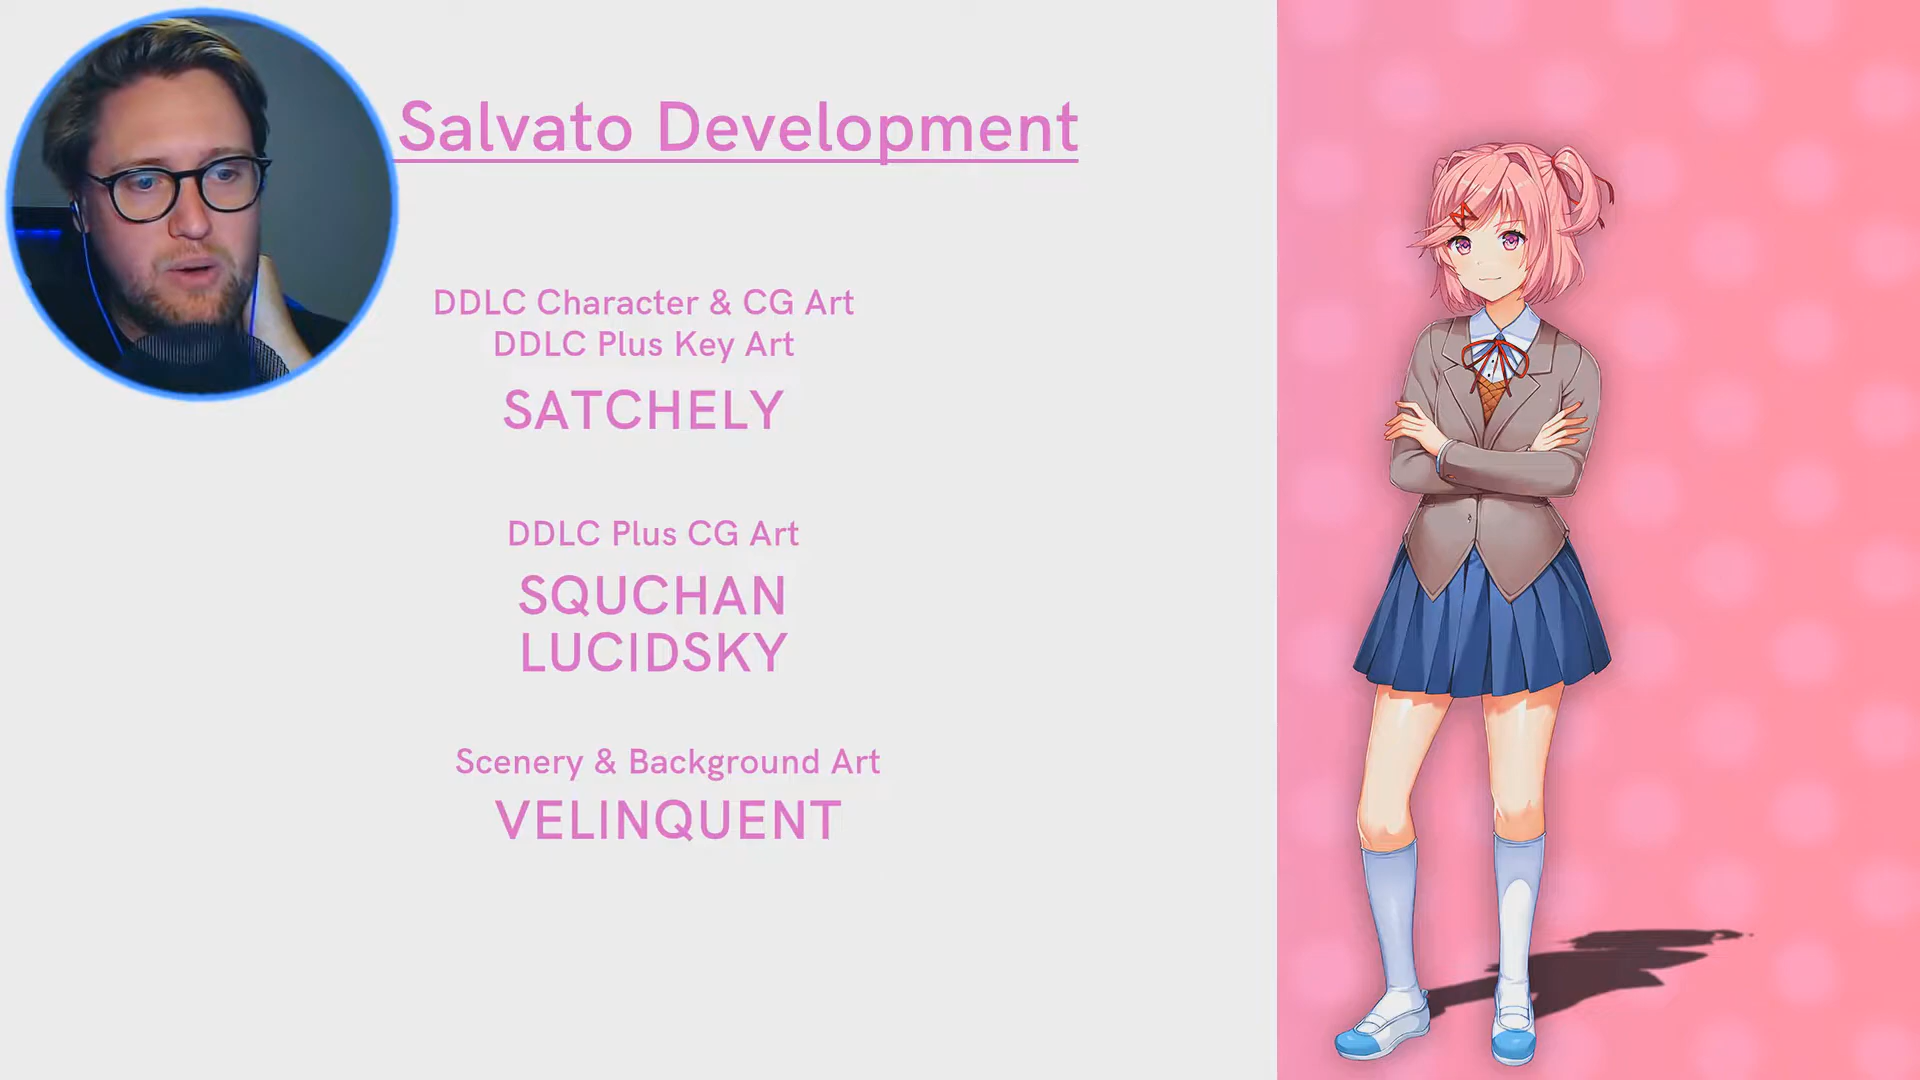 Salvato Development
DDLC Character & CG Art
DDLC Plus Key Art
SATCHELY
DDLC Plus CG Art
SQUCHAN
LUCIDSKY
Scenery & Background Art
VELINQUENT